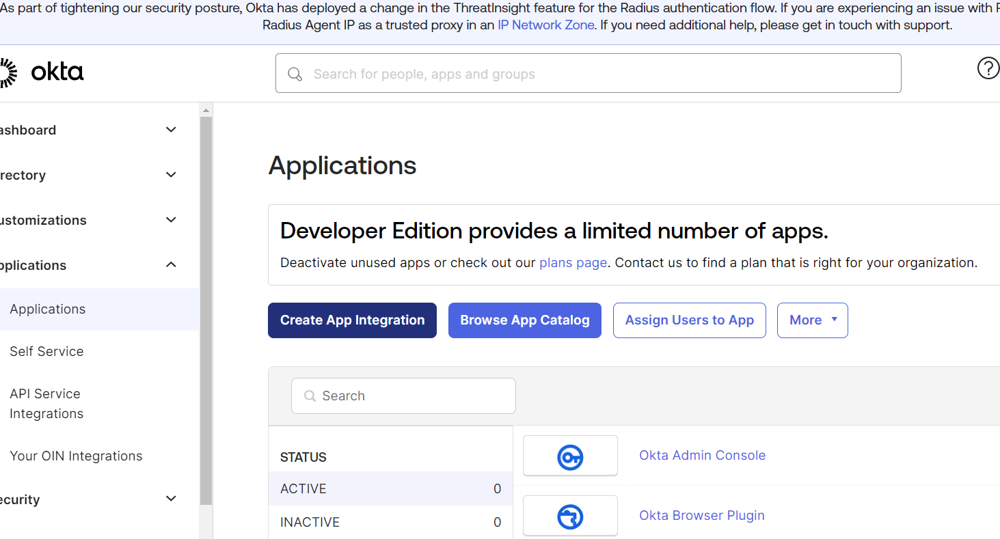 As part of tightening our security posture, Okta has deployed a change in the ThreatInsight feature for the Radius authentication flow. If you are experiencing an issue with
Radius Agent IP as a trusted proxy in an IP Network Zone. If you need additional help, please get in touch with support.
okta
Search for people, apps and groups
?
ashboard
rectory
ustomizations
pplications
Applications
Self Service
API Service
Integrations
Your OIN Integrations
ecurity
Applications
Developer Edition provides a limited number of apps.
Deactivate unused apps or check out our plans page. Contact us to find a plan that is right for your organization.
Create App Integration
Browse App Catalog
Assign Users to App
More
Search
STATUS
ACTIVE 0
INACTIVE 0
Okta Admin Console
Okta Browser Plugin